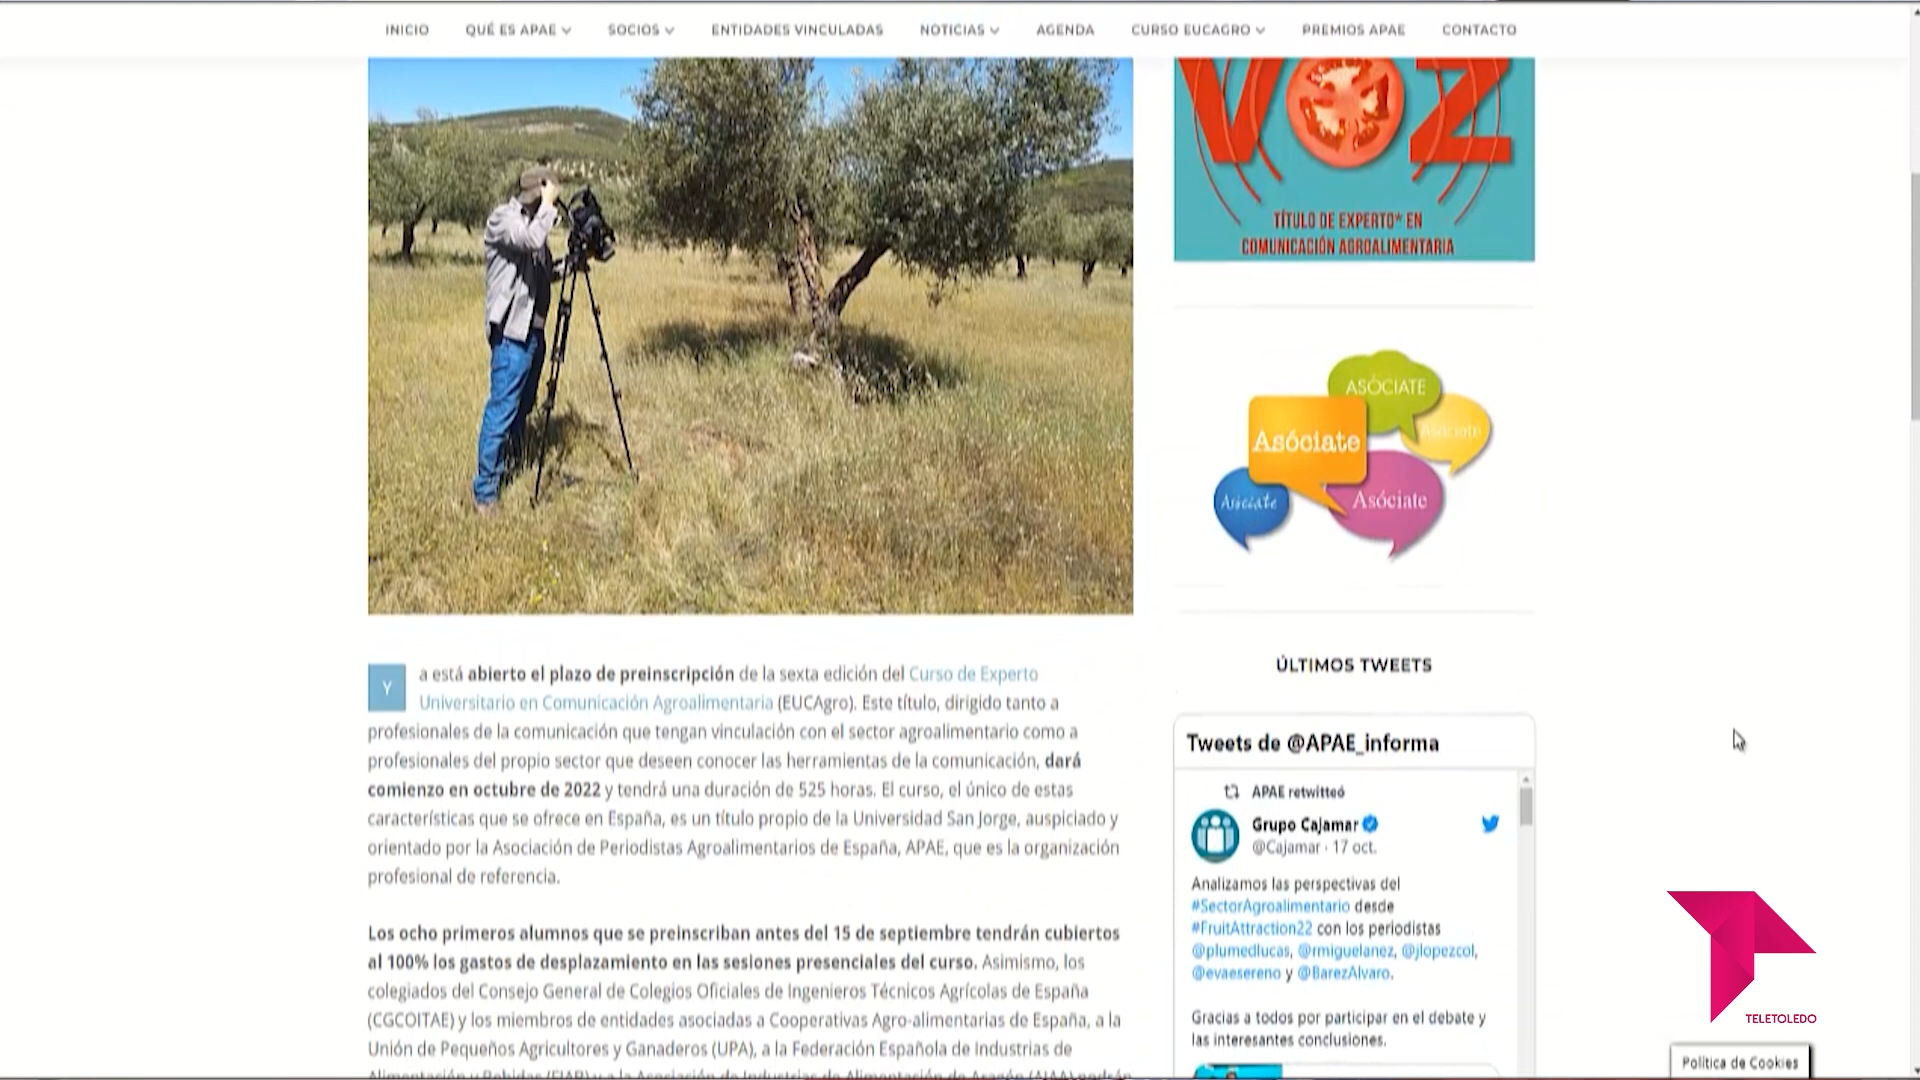 INICIO QUÉ ES APAE SOCIOS ENTIDADES VINCULADAS NOTICIAS AGENDA CURSO EUCAGRO PREMIOS APAE CONTACTO
VOZ
TÍTULO DE EXPERTO* EN
COMUNICACIÓN AGROALIMENTARIA
ASÓCIATE
Asóciate
Asóciate
Asóciate
Asóciate
Ya está abierto el plazo de preinscripción de la sexta edición del Curso de Experto
Universitario en Comunicación Agroalimentaria (EUCAgro). Este título, dirigido tanto a
profesionales de la comunicación que tengan vinculación con el sector agroalimentario como a
profesionales del propio sector que deseen conocer las herramientas de la comunicación, dará
comienzo en octubre de 2022 y tendrá una duración de 525 horas. El curso, el único de estas
características que se ofrece en España, es un título propio de la Universidad San Jorge, auspiciado y
orientado por la Asociación de Periodistas Agroalimentarios de España, APAE, que es la organización
profesional de referencia.
Los ocho primeros alumnos que se preinscriban antes del 15 de septiembre tendrán cubiertos
al 100% los gastos de desplazamiento en las sesiones presenciales del curso. Asimismo, los
colegiados del Consejo General de Colegios Oficiales de Ingenieros Técnicos Agrícolas de España
(CGCOITAE) y los miembros de entidades asociadas a Cooperativas Agro-alimentarias de España, a la
Unión de Pequeños Agricultores y Ganaderos (UPA), a la Federación Española de Industrias de
Alimentación y Bebidas (FIAB) y a la Asociación de Industrias de Alimentación de Aragón (AIAA) podrán
ÚLTIMOS TWEETS
Tweets de @APAE_informa
APAE retwitteó
Grupo Cajamar
@Cajamar · 17 oct.
Analizamos las perspectivas del
#SectorAgroalimentario desde
#FruitAttraction22 con los periodistas
@plumedlucas, @rmiguelanez, @jlopezcol,
@evaesereno y @BarezAlvaro.
Gracias a todos por participar en el debate y
las interesantes conclusiones.
TELETOLEDO
Política de Cookies